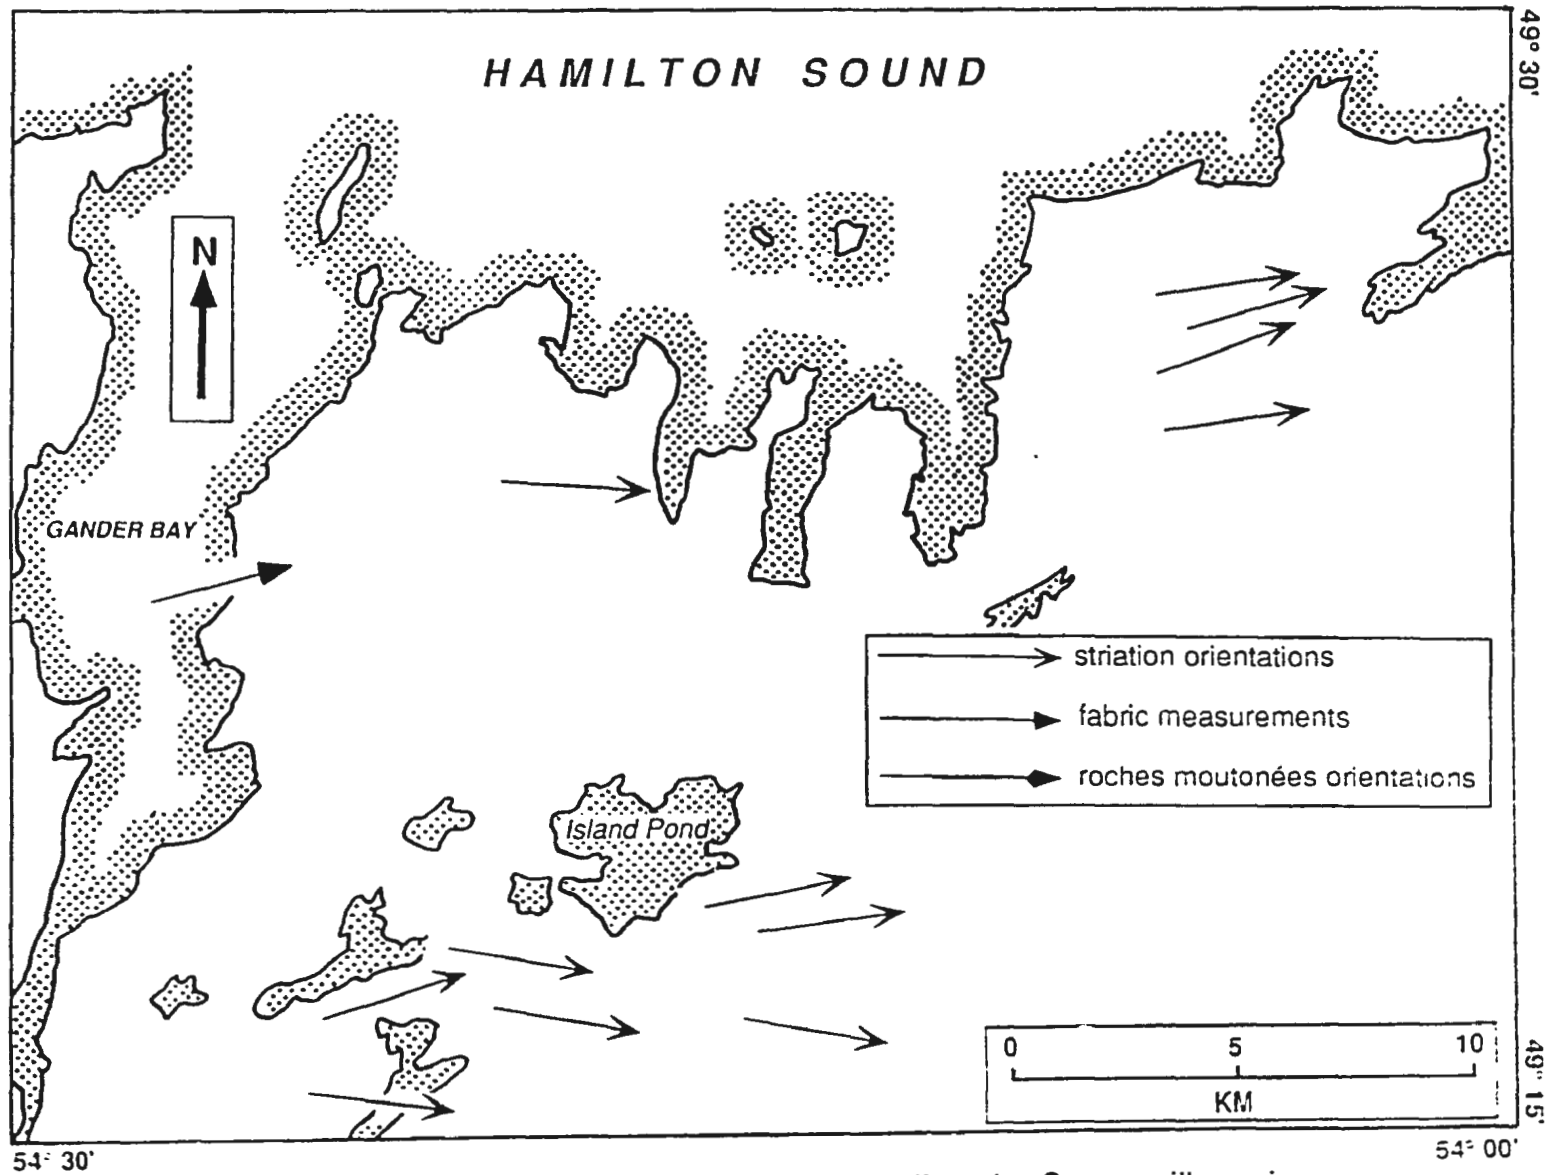 49° 30'
HAMILTON SOUND
N
GANDER BAY
striation orientations
fabric measurements
roches moutonées orientations
Island Pond
0 5 10
KM
49° 15'
54° 30'
54° 00'